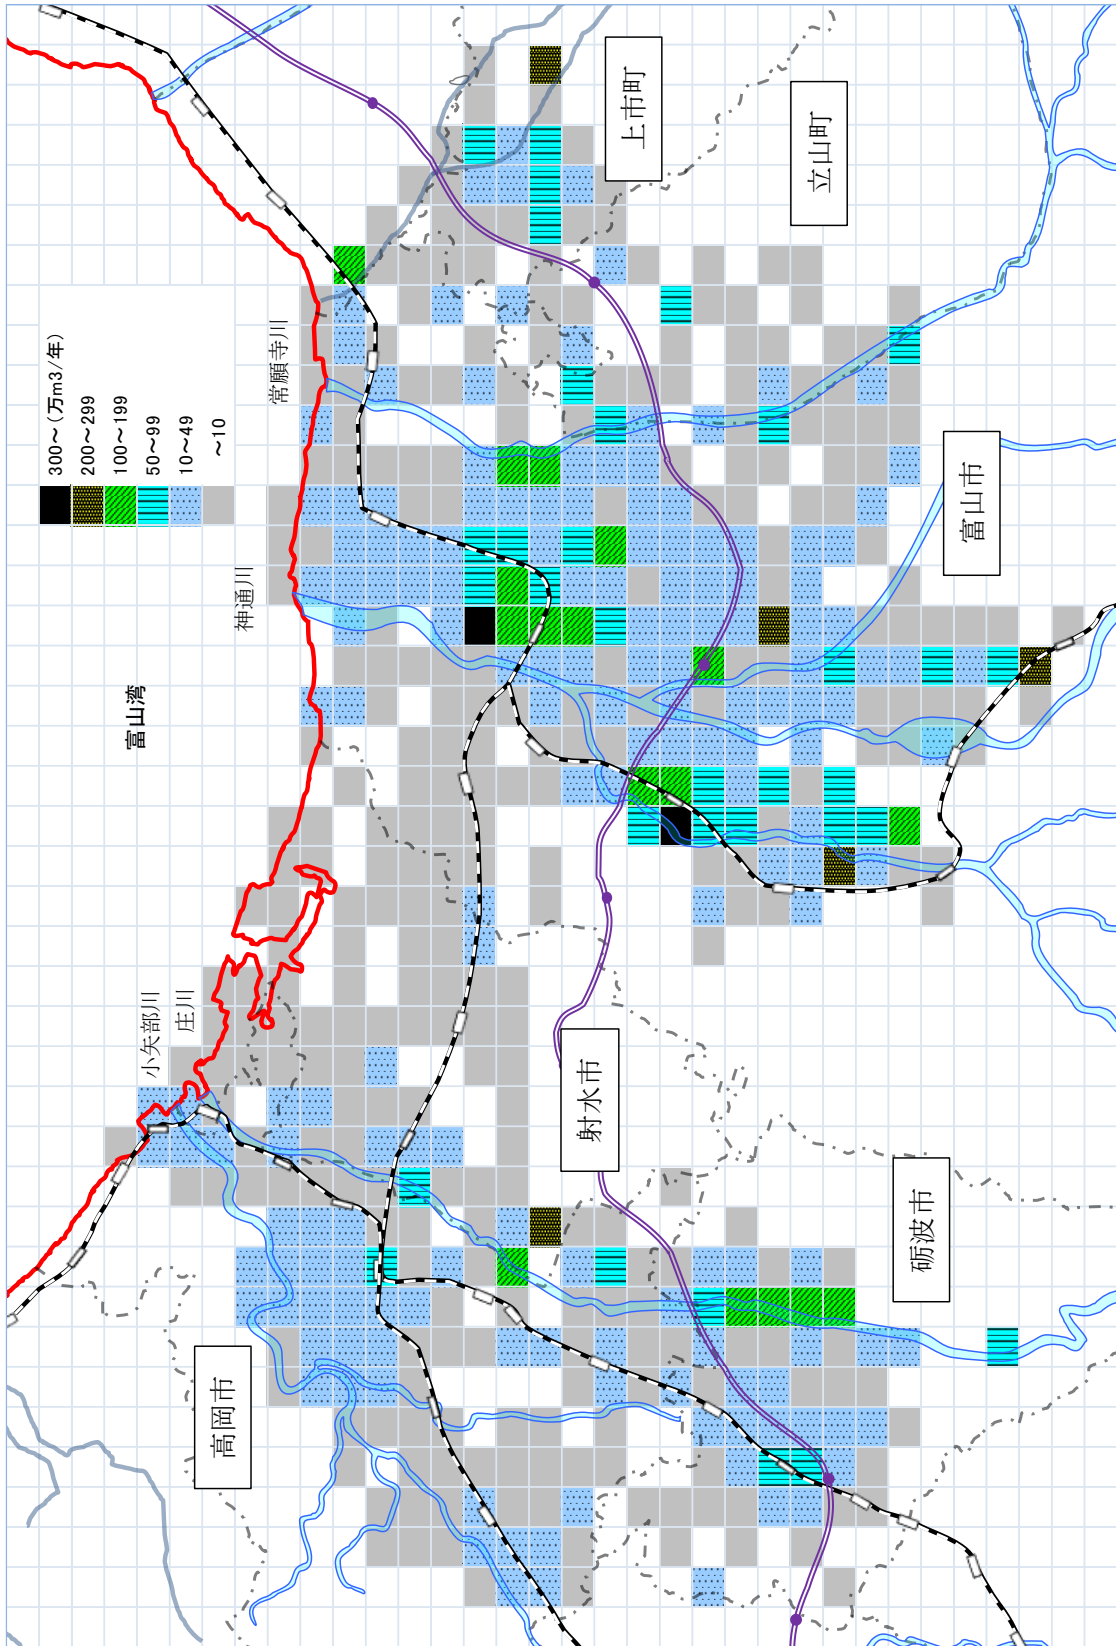 300～(万m3/年)
200～299
100～199
50～99
10～49
～10
富山湾
小矢部川
庄川
神通川
常願寺川
高岡市
射水市
砺波市
富山市
上市町
立山町